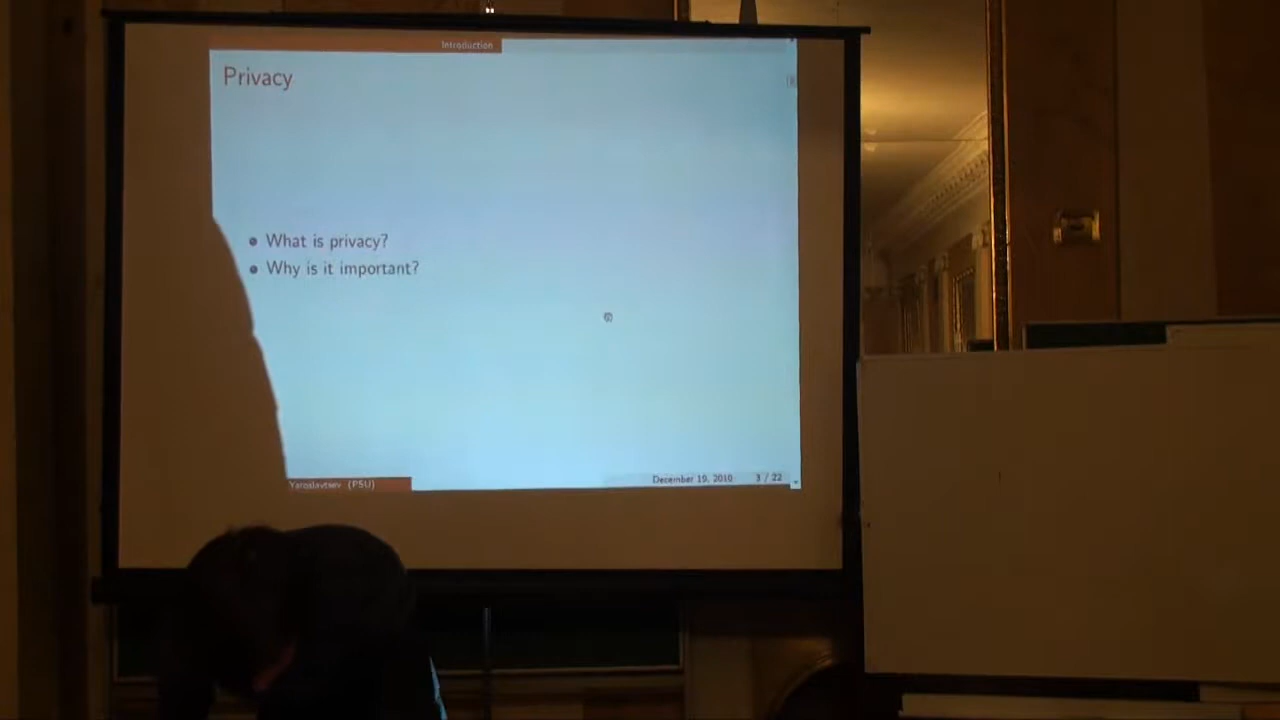 Introduction
Privacy
What is privacy?
Why is it important?
Yaroslavtsev (PSU)
December 19, 2010
3 / 22